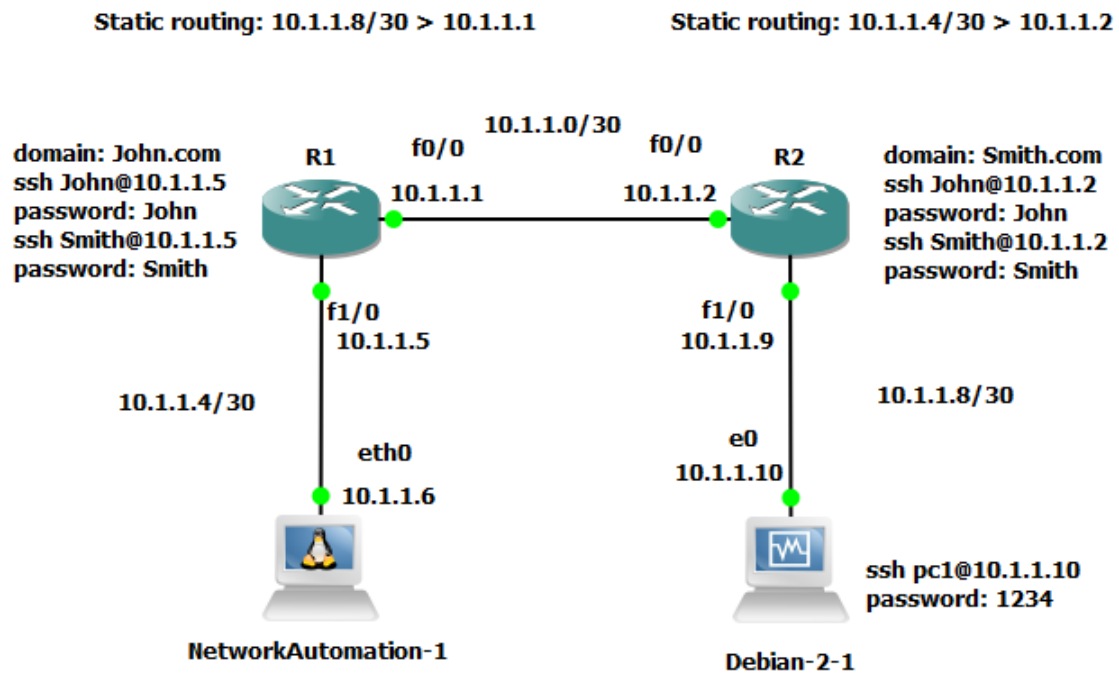 Static routing: 10.1.1.8/30 > 10.1.1.1
Static routing: 10.1.1.4/30 > 10.1.1.2
10.1.1.0/30
domain: John.com
ssh John@10.1.1.5
password: John
ssh Smith@10.1.1.5
password: Smith
R1
f0/0
10.1.1.1
f0/0
10.1.1.2
R2
domain: Smith.com
ssh John@10.1.1.2
password: John
ssh Smith@10.1.1.2
password: Smith
f1/0
10.1.1.5
f1/0
10.1.1.9
10.1.1.4/30
10.1.1.8/30
eth0
10.1.1.6
e0
10.1.1.10
ssh pc1@10.1.1.10
password: 1234
NetworkAutomation-1
Debian-2-1